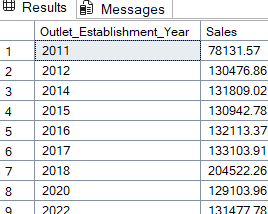 Results Messages
Outlet_Establishment_Year Sales
1 2011 78131.57
2 2012 130476.86
3 2014 131809.02
4 2015 130942.78
5 2016 132113.37
6 2017 133103.91
7 2018 204522.26
8 2020 129103.96
9 2022 131477.78